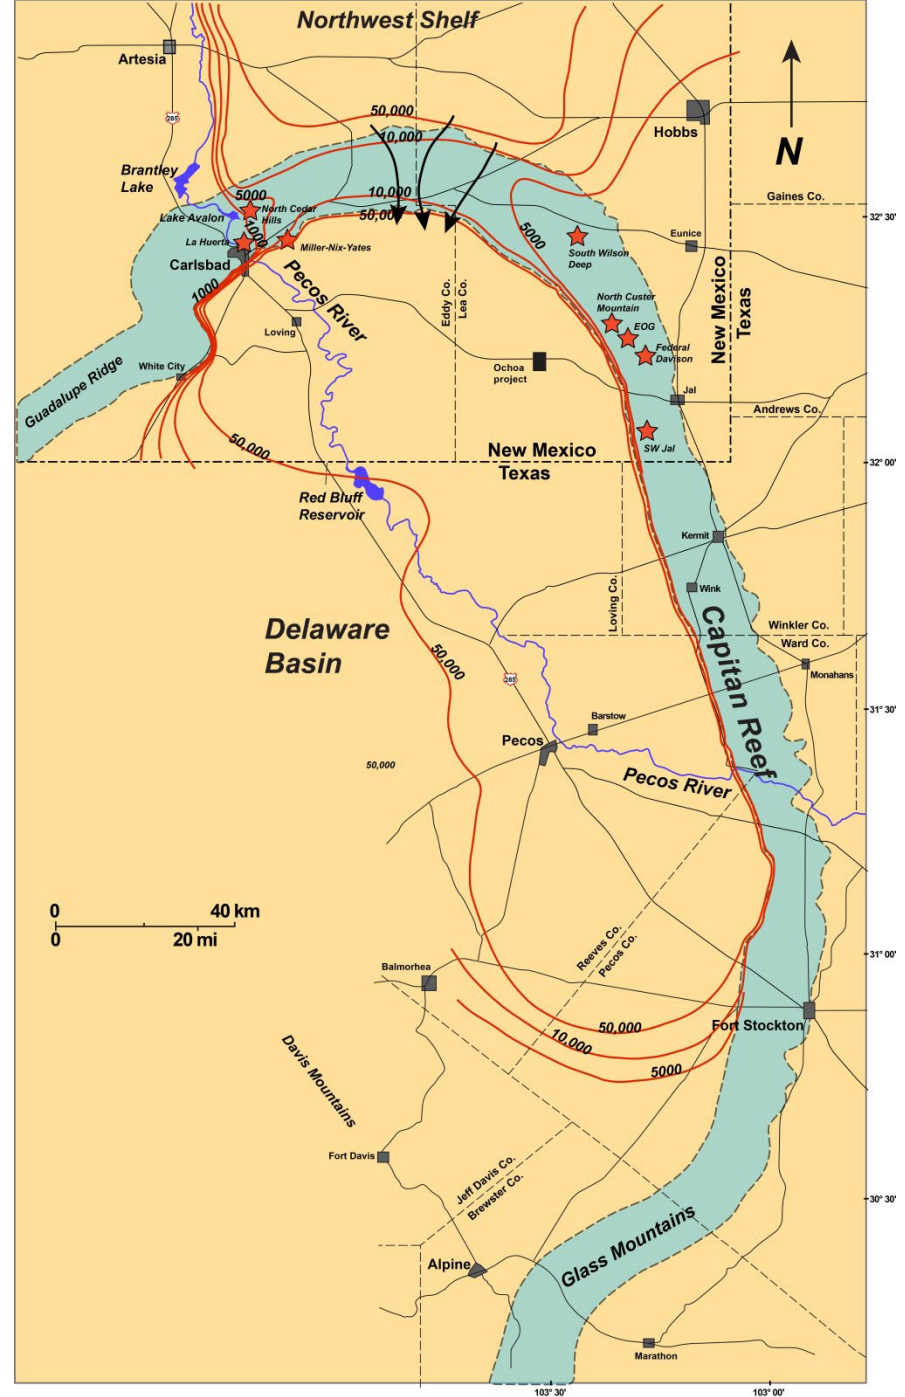 Northwest Shelf
Artesia
285
50,000
10,000
Hobbs
N
Brantley
Lake
Gaines Co.
5000
10,000
North Cedar
Hills
50,000
Lake Avalon
32° 30'
1000
5000
Eunice
La Huerta
Miller-Nix-Yates
South Wilson
Deep
Carlsbad
Pecos River
1000
Eddy Co.
Lea Co.
North Custer
Mountain
New Mexico
Texas
EOG
Loving
Federal
Davison
White City
Ochoa
project
Guadalupe Ridge
Jal
Andrews Co.
50,000
SW Jal
New Mexico
Texas
32° 00'
Red Bluff
Reservoir
Kermit
Wink
Loving Co.
Capitan Reef
Delaware
Basin
Winkler Co.
Ward Co.
50,000
Monahans
285
31° 30'
Barstow
Pecos
50,000
Pecos River
0 40 km
0 20 mi
Reeves Co.
Pecos Co.
31° 00'
Balmorhea
50,000
Fort Stockton
10,000
5000
Davis Mountains
Fort Davis
Jeff Davis Co.
Brewster Co.
30° 30'
Glass Mountains
Alpine
Marathon
103° 30'
103° 00'